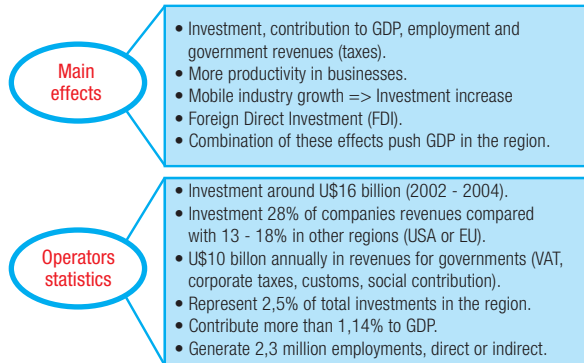 Main
effects
• Investment, contribution to GDP, employment and
government revenues (taxes).
• More productivity in businesses.
• Mobile industry growth => Investment increase
• Foreign Direct Investment (FDI).
• Combination of these effects push GDP in the region.
Operators
statistics
• Investment around U$16 billion (2002 - 2004).
• Investment 28% of companies revenues compared
with 13 - 18% in other regions (USA or EU).
• U$10 billon annually in revenues for governments (VAT,
corporate taxes, customs, social contribution).
• Represent 2,5% of total investments in the region.
• Contribute more than 1,14% to GDP.
• Generate 2,3 million employments, direct or indirect.